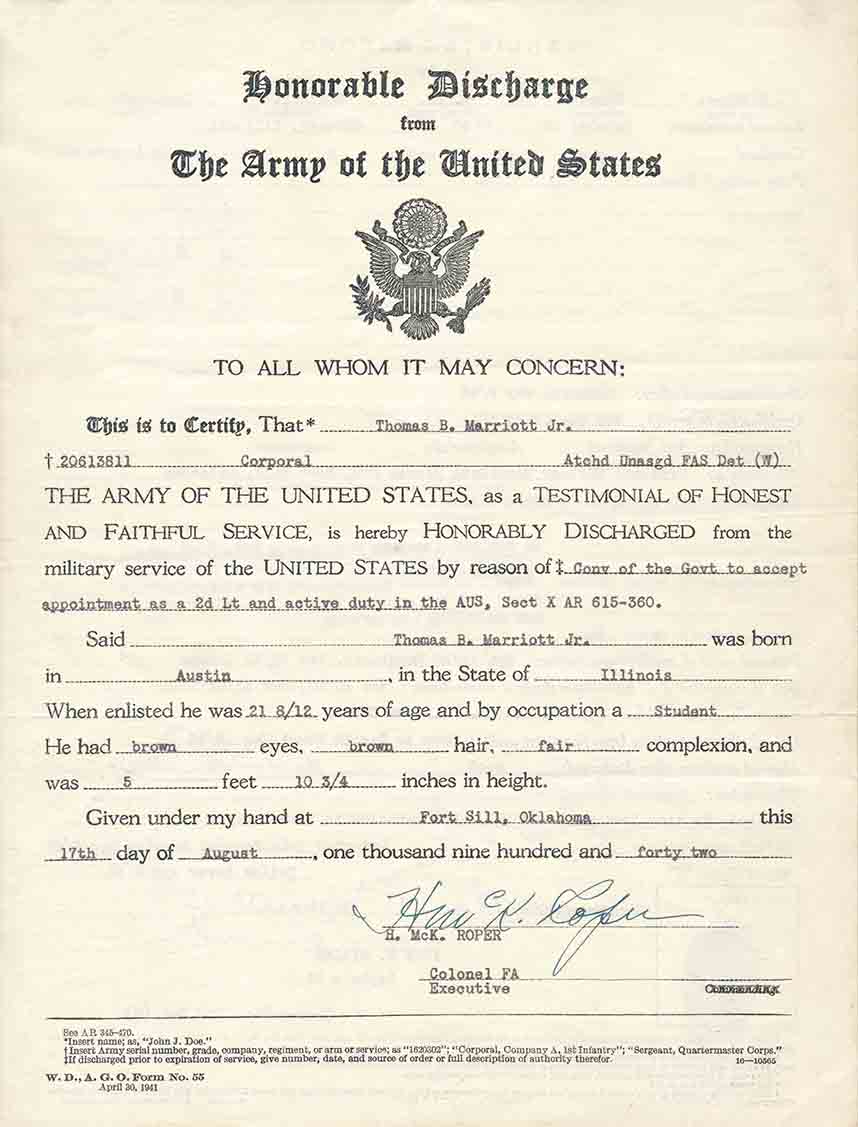 Honorable Discharge
from
The Army of the United States
TO ALL WHOM IT MAY CONCERN:
This is to Certify, That* Thomas B. Marriott Jr.
† 20613811 Corporal Atchd Unasgd FAS Det (W)
THE ARMY OF THE UNITED STATES, as a TESTIMONIAL OF HONEST
AND FAITHFUL SERVICE, is hereby HONORABLY DISCHARGED from the
military service of the UNITED STATES by reason of ‡ Conv of the Govt to accept
appointment as a 2d Lt and active duty in the AUS, Sect X AR 615-360.
Said Thomas B. Marriott Jr. was born
in Austin, in the State of Illinois
When enlisted he was 21 8/12 years of age and by occupation a Student
He had brown eyes, brown hair, fair complexion, and
was 5 feet 10 3/4 inches in height.
Given under my hand at Fort Sill, Oklahoma this
17th day of August, one thousand nine hundred and forty two
H McK. Roper
H. McK. ROPER
Colonel FA
Executive Commanding.
See AR 345-470.
*Insert name; as, "John J. Doe."
†Insert Army serial number, grade, company, regiment, or arm or service; as "1620302"; "Corporal, Company A, 1st Infantry"; "Sergeant, Quartermaster Corps."
‡If discharged prior to expiration of service, give number, date, and source of order or full description of authority therefor. 16—10565
W. D., A. G. O. Form No. 55
April 30, 1941